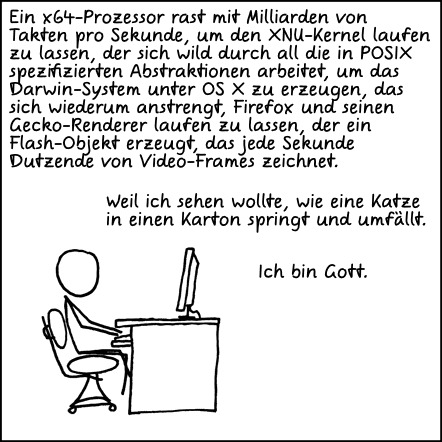 Ein x64-Prozessor rast mit Milliarden von
Takten pro Sekunde, um den XNU-Kernel laufen
zu lassen, der sich wild durch all die in POSIX
spezifizierten Abstraktionen arbeitet, um das
Darwin-System unter OS X zu erzeugen, das
sich wiederum anstrengt, Firefox und seinen
Gecko-Renderer laufen zu lassen, der ein
Flash-Objekt erzeugt, das jede Sekunde
Dutzende von Video-Frames zeichnet.
Weil ich sehen wollte, wie eine Katze
in einen Karton springt und umfällt.
Ich bin Gott.